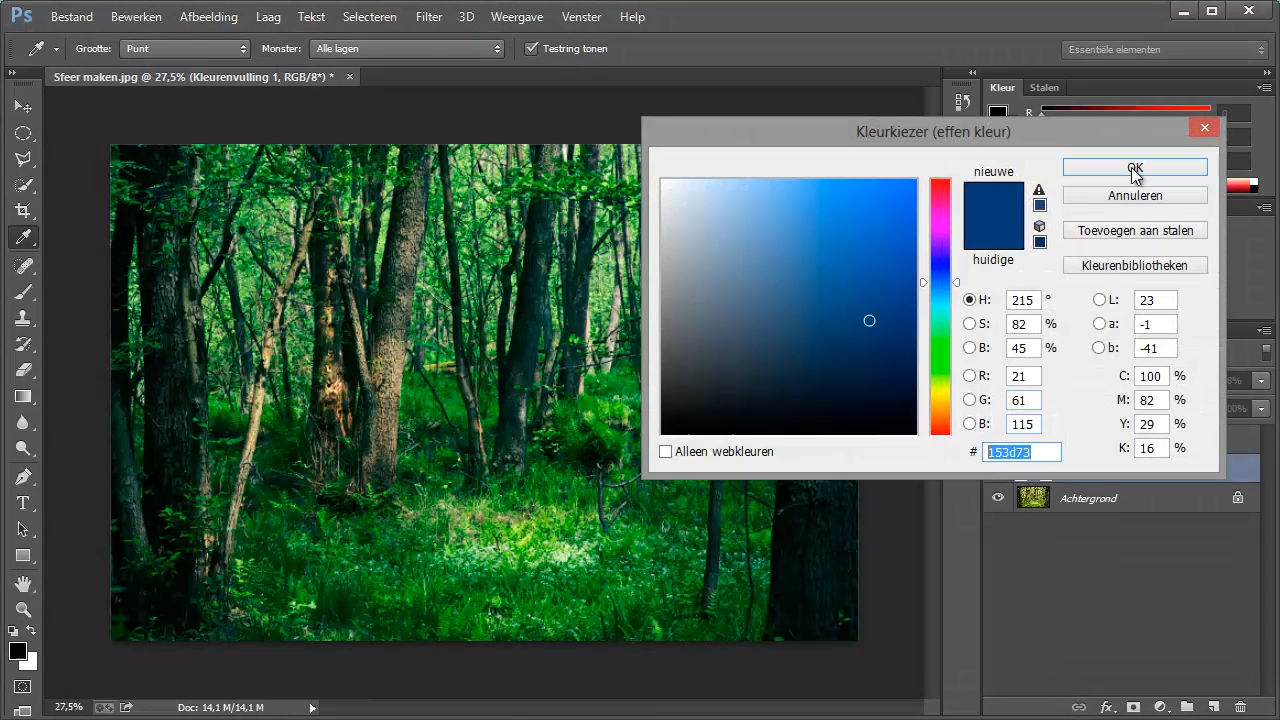 Ps Bestand Bewerken Afbeelding Laag Tekst Selecteren Filter 3D Weergave Venster Help
Grootte: Punt Monster: Alle lagen Testring tonen Essentiële elementen
Sfeer maken.jpg @ 27,5% (Kleurenvulling 1, RGB/8*) * ×
Kleur Stalen
R
Kleurkiezer (effen kleur)
nieuwe
huidige
OK
Annuleren
Toevoegen aan stalen
Kleurenbibliotheken
H: 215 ° L: 23
S: 82 % a: -1
B: 45 % b: -41
R: 21 C: 100 %
G: 61 M: 82 %
B: 115 Y: 29 %
# 153d73 K: 16 %
Alleen webkleuren
Achtergrond
T
27,5% Doc: 14,1 M/14,1 M
fx